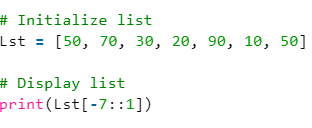 # Initialize list
Lst = [50, 70, 30, 20, 90, 10, 50]
# Display list
print(Lst[-7::1])